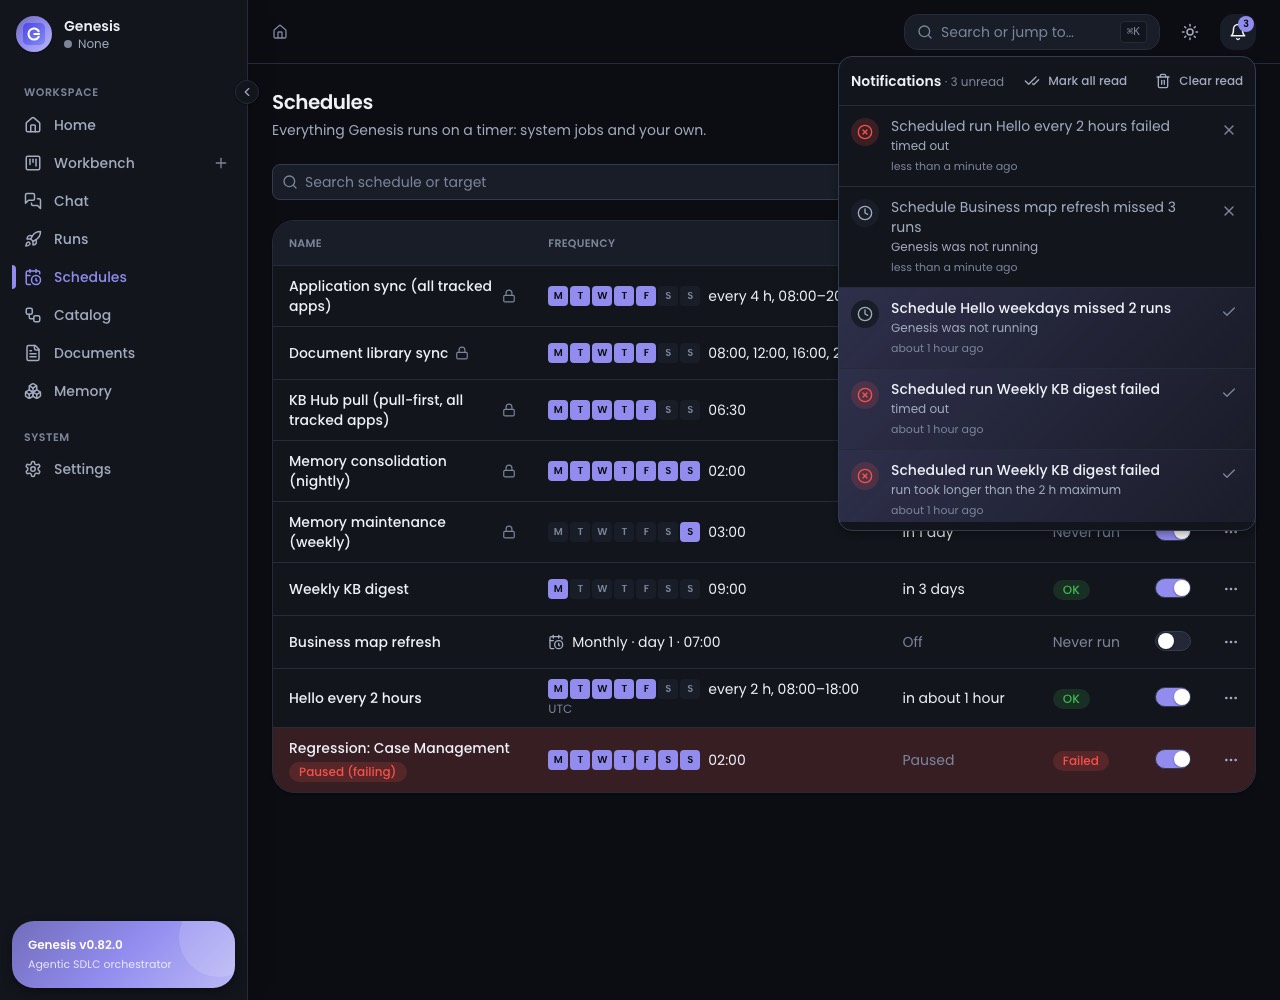 Genesis
None
WORKSPACE
Home
Workbench
Chat
Runs
Schedules
Catalog
Documents
Memory
SYSTEM
Settings
Genesis v0.82.0
Agentic SDLC orchestrator
Search or jump to...
⌘K
3
Schedules
Everything Genesis runs on a timer: system jobs and your own.
Search schedule or target
Notifications · 3 unread
Mark all read
Clear read
Scheduled run Hello every 2 hours failed
timed out
less than a minute ago
Schedule Business map refresh missed 3
runs
Genesis was not running
less than a minute ago
Schedule Hello weekdays missed 2 runs
Genesis was not running
about 1 hour ago
Scheduled run Weekly KB digest failed
timed out
about 1 hour ago
Scheduled run Weekly KB digest failed
run took longer than the 2 h maximum
about 1 hour ago
NAME FREQUENCY
Application sync (all tracked
apps)
M T W T F S S every 4 h, 08:00–20
Document library sync M T W T F S S 08:00, 12:00, 16:00, 2
KB Hub pull (pull-first, all
tracked apps)
M T W T F S S 06:30
Memory consolidation
(nightly)
M T W T F S S 02:00
Memory maintenance
(weekly)
M T W T F S S 03:00 in 1 day Never run
Weekly KB digest M T W T F S S 09:00 in 3 days OK
Business map refresh Monthly · day 1 · 07:00 Off Never run
Hello every 2 hours M T W T F S S every 2 h, 08:00–18:00 in about 1 hour OK
UTC
Regression: Case Management
Paused (failing)
M T W T F S S 02:00 Paused Failed